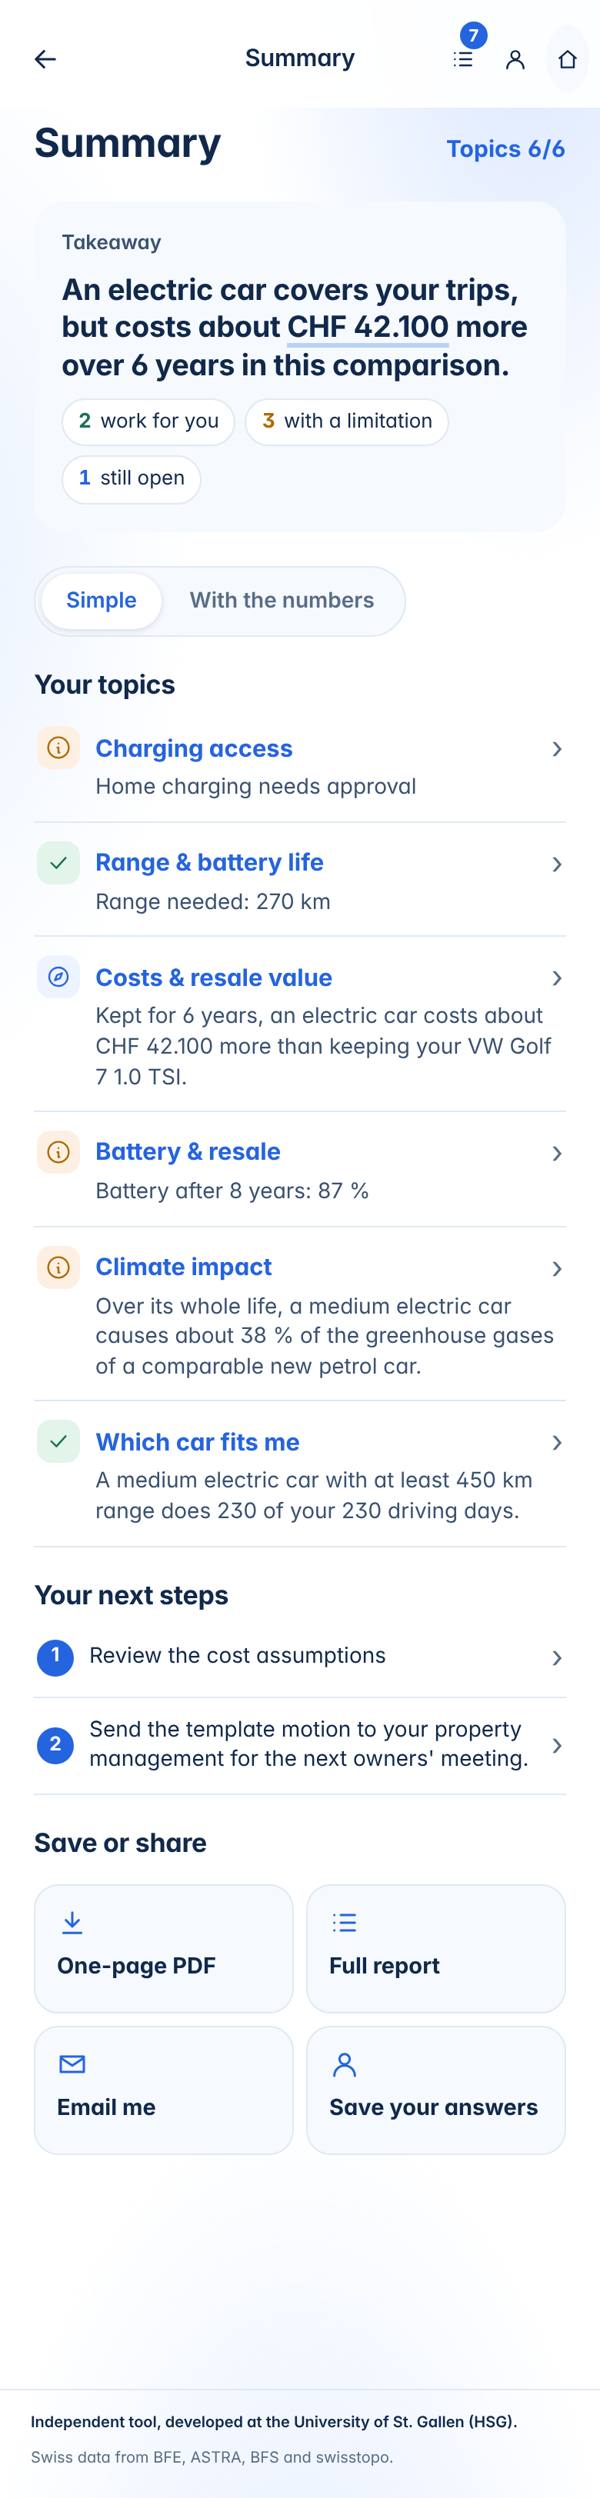 7
Summary
Summary
Topics 6/6
Takeaway
An electric car covers your trips,
but costs about CHF 42.100 more
over 6 years in this comparison.
2 work for you
3 with a limitation
1 still open
Simple
With the numbers
Your topics
Charging access
Home charging needs approval
Range & battery life
Range needed: 270 km
Costs & resale value
Kept for 6 years, an electric car costs about
CHF 42.100 more than keeping your VW Golf
7 1.0 TSI.
Battery & resale
Battery after 8 years: 87 %
Climate impact
Over its whole life, a medium electric car
causes about 38 % of the greenhouse gases
of a comparable new petrol car.
Which car fits me
A medium electric car with at least 450 km
range does 230 of your 230 driving days.
Your next steps
1 Review the cost assumptions
2 Send the template motion to your property
management for the next owners' meeting.
Save or share
One-page PDF
Full report
Email me
Save your answers
Independent tool, developed at the University of St. Gallen (HSG).
Swiss data from BFE, ASTRA, BFS and swisstopo.